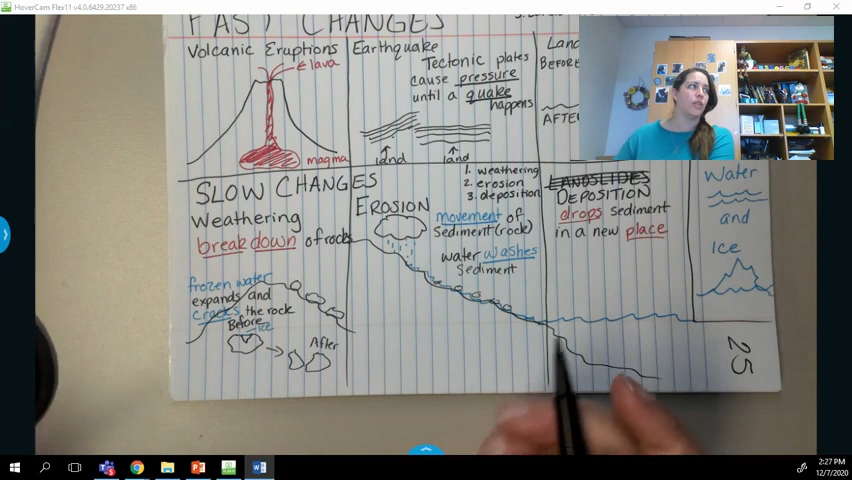 HoverCam Flex11 v4.0.6429.20237 x86
FAST CHANGES
Volcanic Eruptions
lava
magma
Earthquake
Tectonic plates
cause pressure
until a quake
happens
land
land
Land
BEFORE
AFTE
SLOW CHANGES
Weathering
break down of rocks
frozen water
expands and
cracks the rock
Before
ice
After
EROSION
1. weathering
2. erosion
3. deposition
movement of
Sediment (rock)
water washes
Sediment
LANDSLIDES
DEPOSITION
drops sediment
in a new place
Water
and
Ice
25
2:27 PM
12/7/2020